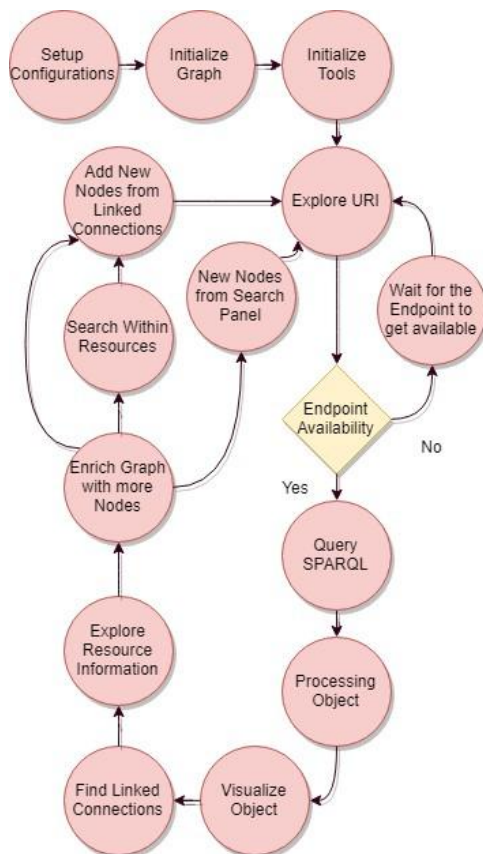 Setup
Configurations
Initialize
Graph
Initialize
Tools
Add New
Nodes from
Linked
Connections
Explore URI
New Nodes
from Search
Panel
Wait for the
Endpoint to
get available
Search Within
Resources
Endpoint
Availability
No
Enrich Graph
with more
Nodes
Yes
Query
SPARQL
Explore
Resource
Information
Processing
Object
Find Linked
Connections
Visualize
Object